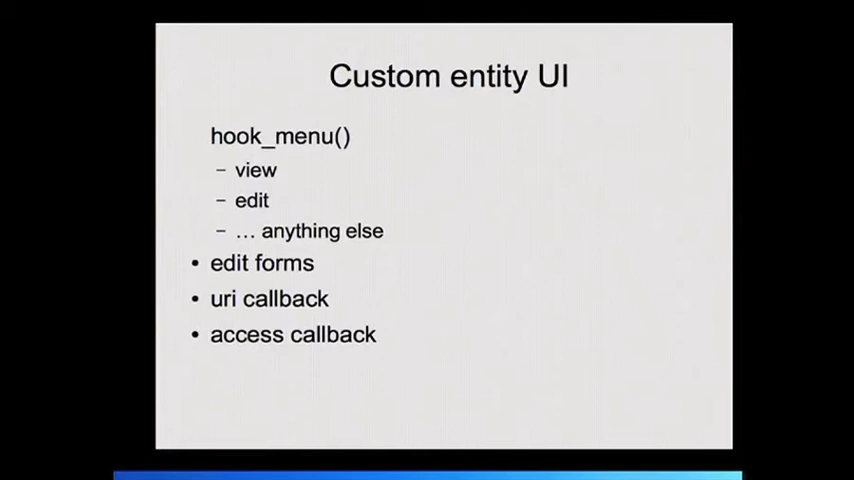 Custom entity UI
hook_menu()
– view
– edit
– … anything else
• edit forms
• uri callback
• access callback